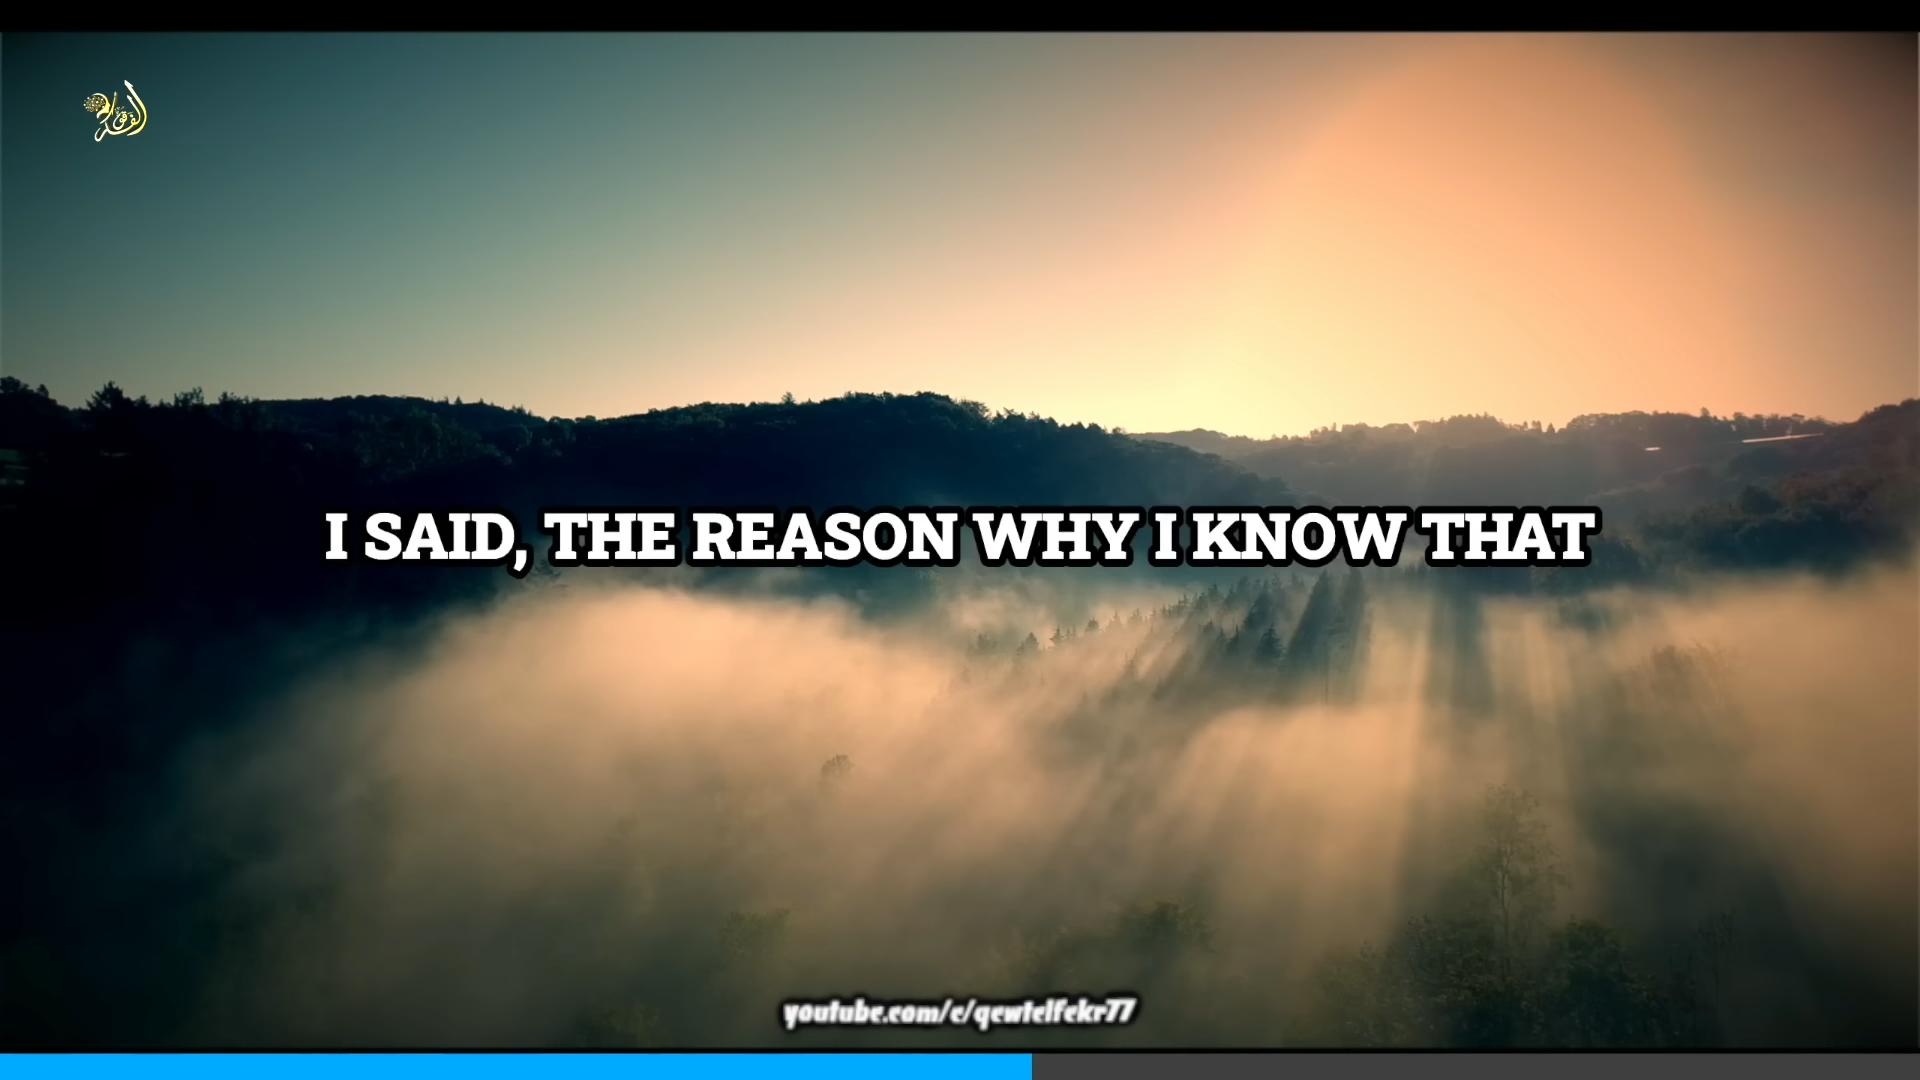 I SAID, THE REASON WHY I KNOW THAT
youtube.com/c/qewtelfekr77